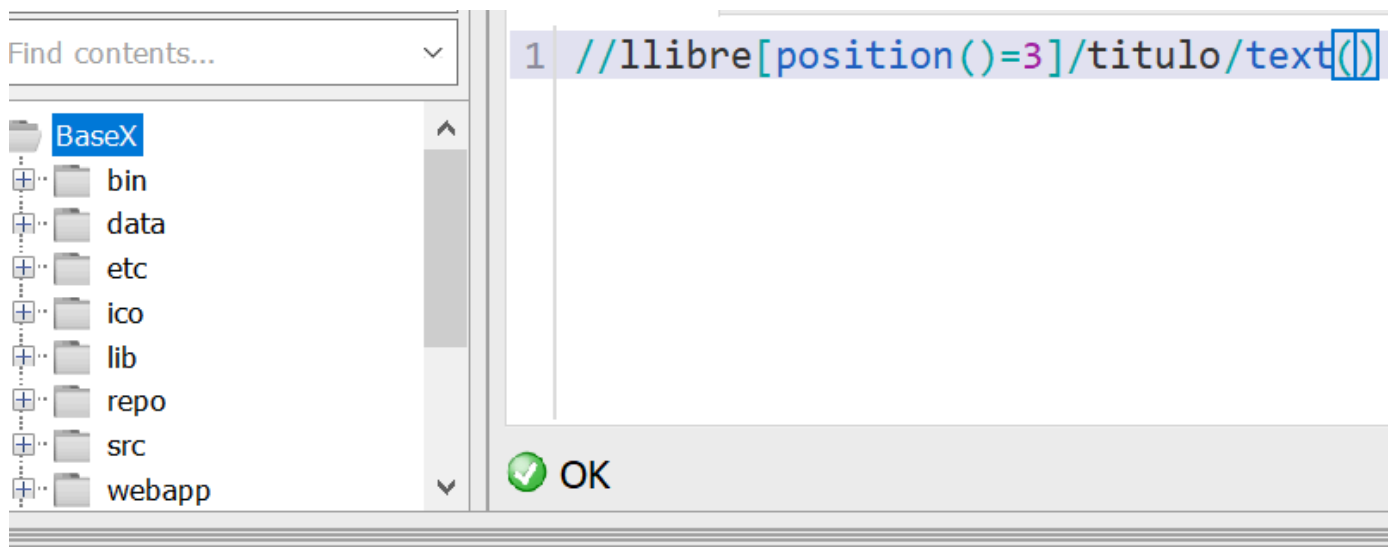 Find contents...
BaseX
bin
data
etc
ico
lib
repo
src
webapp
1 //llibre[position()=3]/titulo/text()
OK